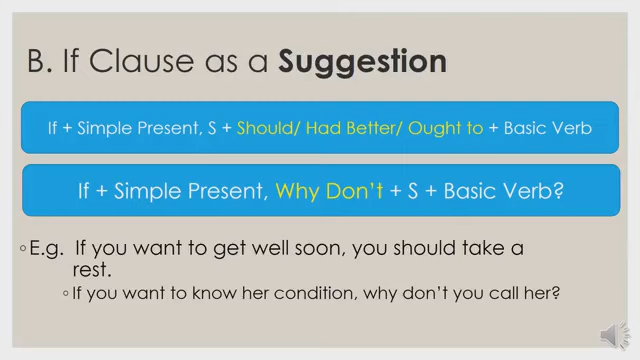 B. If Clause as a Suggestion
If + Simple Present, S + Should/ Had Better/ Ought to + Basic Verb
If + Simple Present, Why Don't + S + Basic Verb?
◦E.g. If you want to get well soon, you should take a
rest.
◦ If you want to know her condition, why don't you call her?